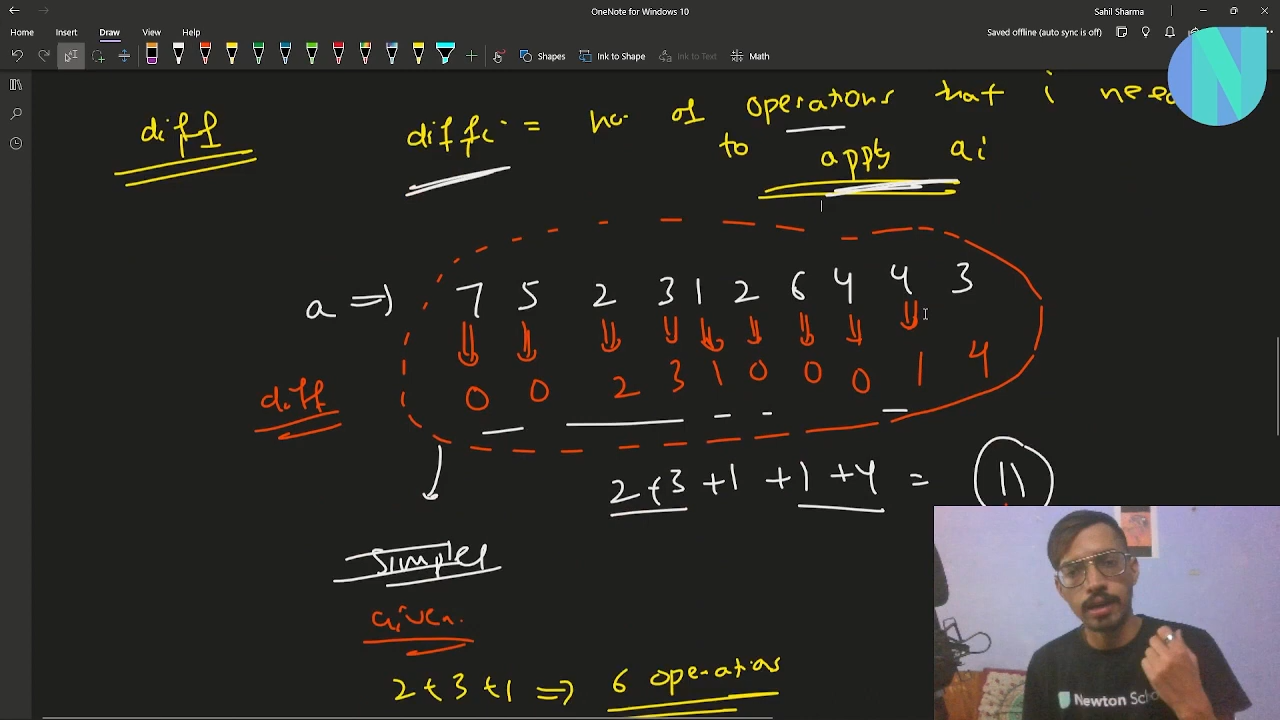 OneNote for Windows 10
Sahil Sharma
Home Insert Draw View Help
Saved offline (auto sync is off)
Shapes Ink to Shape Ink to Text Math
diff diffi = no. of operations that i need
to apply ai
a => 7 5 2 3 1 2 6 4 4 3
diff 0 0 2 3 1 0 0 0 1 4
2+3 +1 +1 +4 = 11
simples
Given.
2+3+1 => 6 operations
Newton Scho